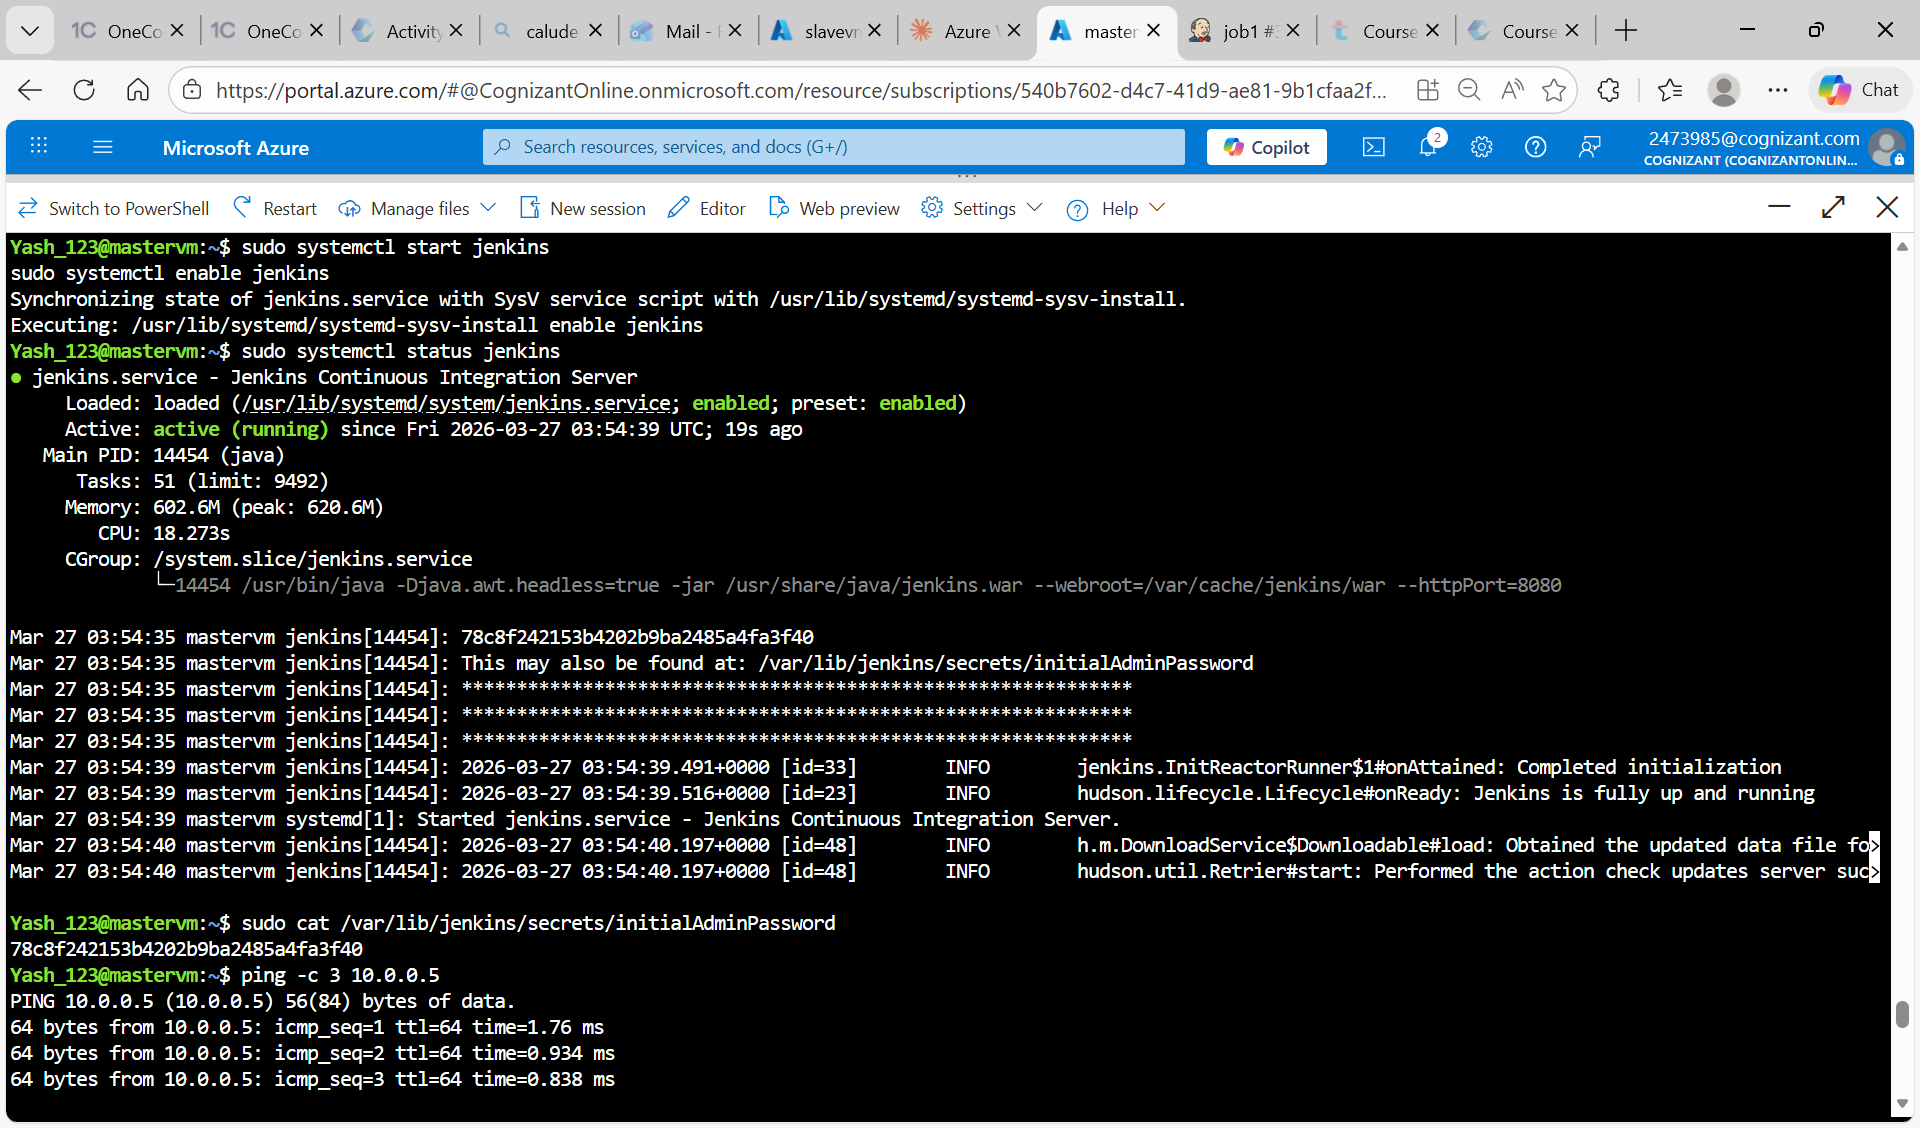 OneCo
OneCo
Activity
calude
Mail -
slavevr
Azure
master
job1 #
Course
Course
https://portal.azure.com/#@CognizantOnline.onmicrosoft.com/resource/subscriptions/540b7602-d4c7-41d9-ae81-9b1cfaa2f...
Chat
Microsoft Azure
Search resources, services, and docs (G+/)
Copilot
2
2473985@cognizant.com
COGNIZANT (COGNIZANTONLIN...
Switch to PowerShell
Restart
Manage files
New session
Editor
Web preview
Settings
Help
Yash_123@mastervm:~$ sudo systemctl start jenkins
sudo systemctl enable jenkins
Synchronizing state of jenkins.service with SysV service script with /usr/lib/systemd/systemd-sysv-install.
Executing: /usr/lib/systemd/systemd-sysv-install enable jenkins
Yash_123@mastervm:~$ sudo systemctl status jenkins
● jenkins.service - Jenkins Continuous Integration Server
Loaded: loaded (/usr/lib/systemd/system/jenkins.service; enabled; preset: enabled)
Active: active (running) since Fri 2026-03-27 03:54:39 UTC; 19s ago
Main PID: 14454 (java)
Tasks: 51 (limit: 9492)
Memory: 602.6M (peak: 620.6M)
CPU: 18.273s
CGroup: /system.slice/jenkins.service
└─14454 /usr/bin/java -Djava.awt.headless=true -jar /usr/share/java/jenkins.war --webroot=/var/cache/jenkins/war --httpPort=8080
Mar 27 03:54:35 mastervm jenkins[14454]: 78c8f242153b4202b9ba2485a4fa3f40
Mar 27 03:54:35 mastervm jenkins[14454]: This may also be found at: /var/lib/jenkins/secrets/initialAdminPassword
Mar 27 03:54:35 mastervm jenkins[14454]: *************************************************************
Mar 27 03:54:35 mastervm jenkins[14454]: *************************************************************
Mar 27 03:54:35 mastervm jenkins[14454]: *************************************************************
Mar 27 03:54:39 mastervm jenkins[14454]: 2026-03-27 03:54:39.491+0000 [id=33] INFO jenkins.InitReactorRunner$1#onAttained: Completed initialization
Mar 27 03:54:39 mastervm jenkins[14454]: 2026-03-27 03:54:39.516+0000 [id=23] INFO hudson.lifecycle.Lifecycle#onReady: Jenkins is fully up and running
Mar 27 03:54:39 mastervm systemd[1]: Started jenkins.service - Jenkins Continuous Integration Server.
Mar 27 03:54:40 mastervm jenkins[14454]: 2026-03-27 03:54:40.197+0000 [id=48] INFO h.m.DownloadService$Downloadable#load: Obtained the updated data file fo>
Mar 27 03:54:40 mastervm jenkins[14454]: 2026-03-27 03:54:40.197+0000 [id=48] INFO hudson.util.Retrier#start: Performed the action check updates server suc>
Yash_123@mastervm:~$ sudo cat /var/lib/jenkins/secrets/initialAdminPassword
78c8f242153b4202b9ba2485a4fa3f40
Yash_123@mastervm:~$ ping -c 3 10.0.0.5
PING 10.0.0.5 (10.0.0.5) 56(84) bytes of data.
64 bytes from 10.0.0.5: icmp_seq=1 ttl=64 time=1.76 ms
64 bytes from 10.0.0.5: icmp_seq=2 ttl=64 time=0.934 ms
64 bytes from 10.0.0.5: icmp_seq=3 ttl=64 time=0.838 ms